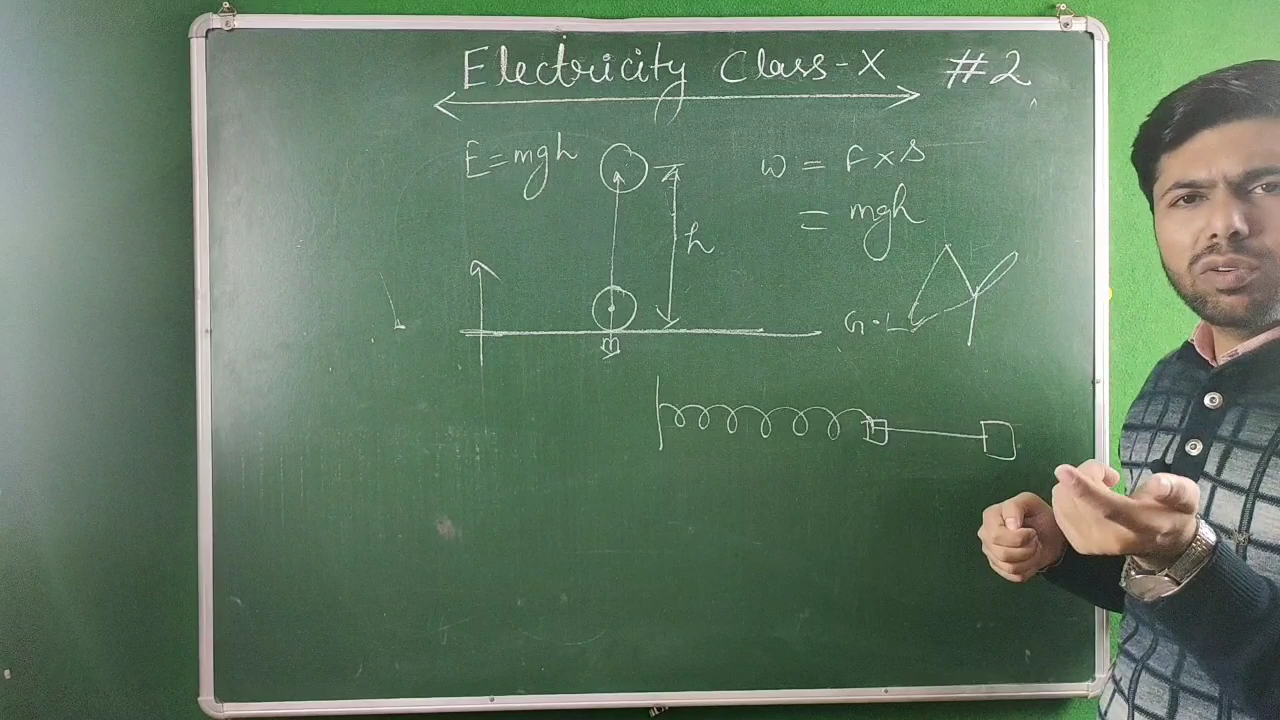 Electricity Class-X #2
E=mgh
W = F×s
= mgh
h
G.L
m